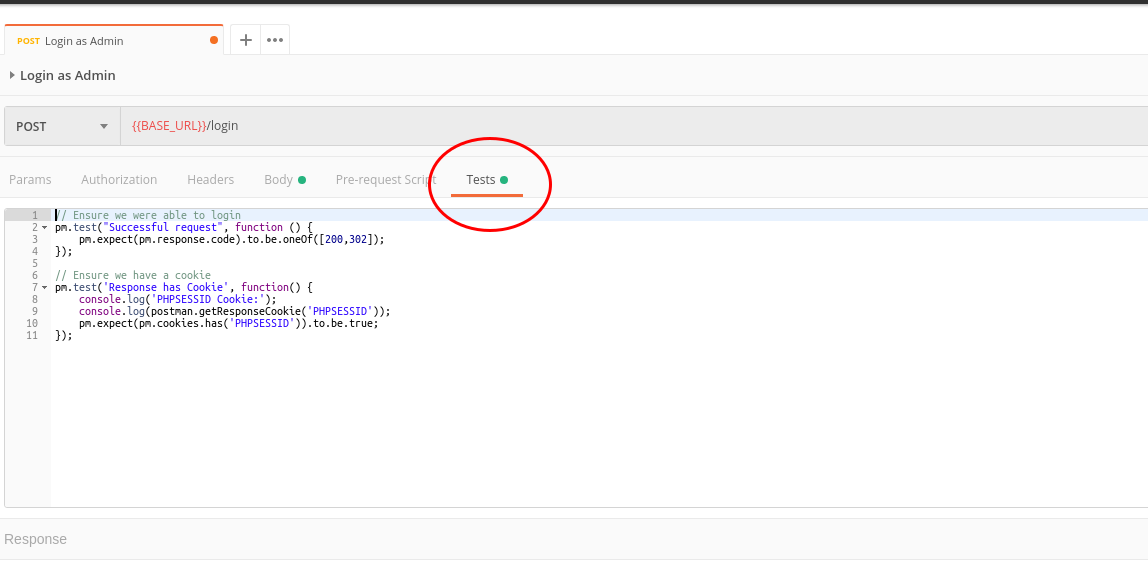 POST Login as Admin
Login as Admin
POST {{BASE_URL}}/login
Params Authorization Headers Body Pre-request Script Tests
1 // Ensure we were able to login
2 pm.test("Successful request", function () {
3 pm.expect(pm.response.code).to.be.oneOf([200,302]);
4 });
5
6 // Ensure we have a cookie
7 pm.test('Response has Cookie', function() {
8 console.log('PHPSESSID Cookie:');
9 console.log(postman.getResponseCookie('PHPSESSID'));
10 pm.expect(pm.cookies.has('PHPSESSID')).to.be.true;
11 });
Response